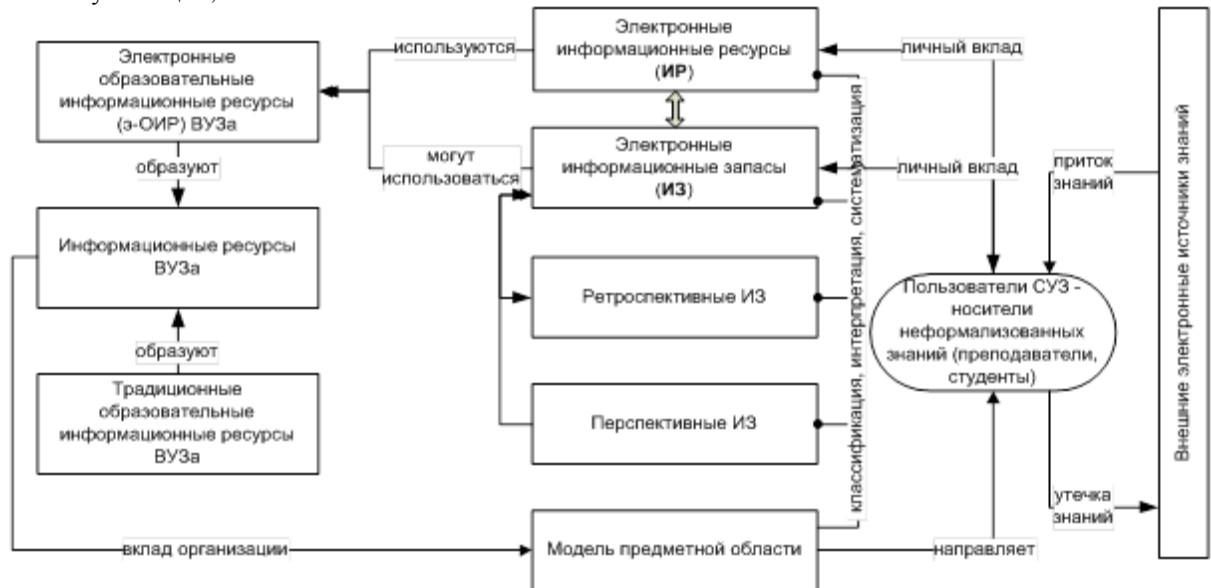 Электронные
образовательные
информационные ресурсы
(э-ОИР) ВУЗа
используются
Электронные
информационные ресурсы
(ИР)
личный вклад
образуют
могут
использоваться
Электронные
информационные запасы
(ИЗ)
личный вклад
приток
знаний
Информационные ресурсы
ВУЗа
Ретроспективные ИЗ
Пользователи СУЗ -
носители
неформализованных
знаний (преподаватели,
студенты)
образуют
Традиционные
образовательные
информационные ресурсы
ВУЗа
Перспективные ИЗ
классификация, интерпретация, систематизация
Внешние электронные источники знаний
утечка
знаний
вклад организации
Модель предметной области
направляет